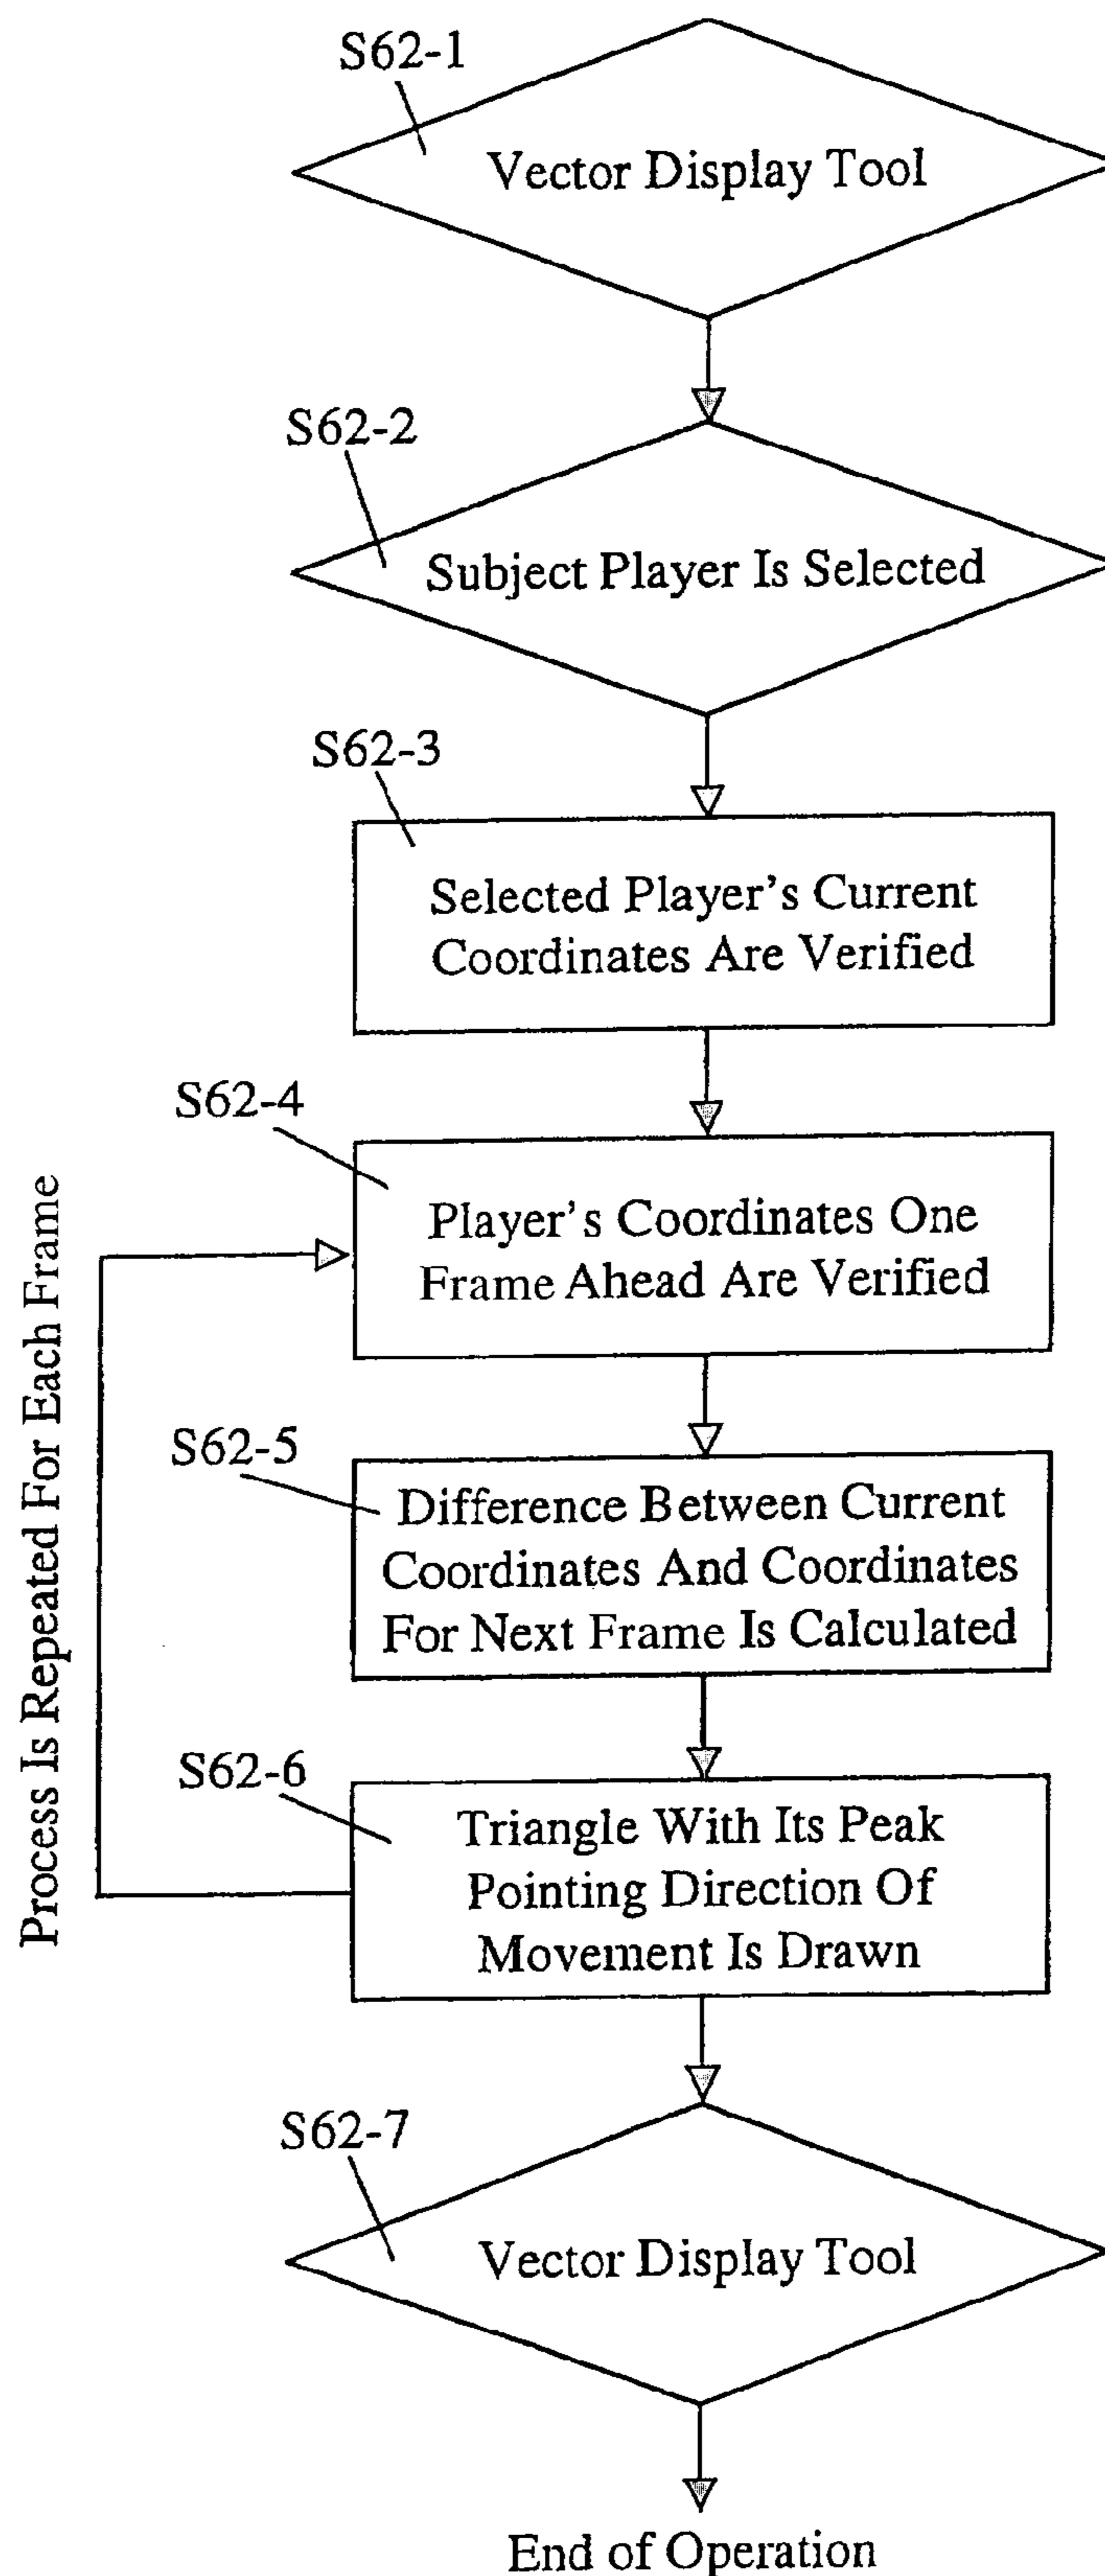 S62-1
Vector Display Tool
S62-2
Subject Player Is Selected
S62-3
Selected Player's Current
Coordinates Are Verified
S62-4
Player's Coordinates One
Frame Ahead Are Verified
Process Is Repeated For Each Frame
S62-5
Difference Between Current
Coordinates And Coordinates
For Next Frame Is Calculated
S62-6
Triangle With Its Peak
Pointing Direction Of
Movement Is Drawn
S62-7
Vector Display Tool
End of Operation